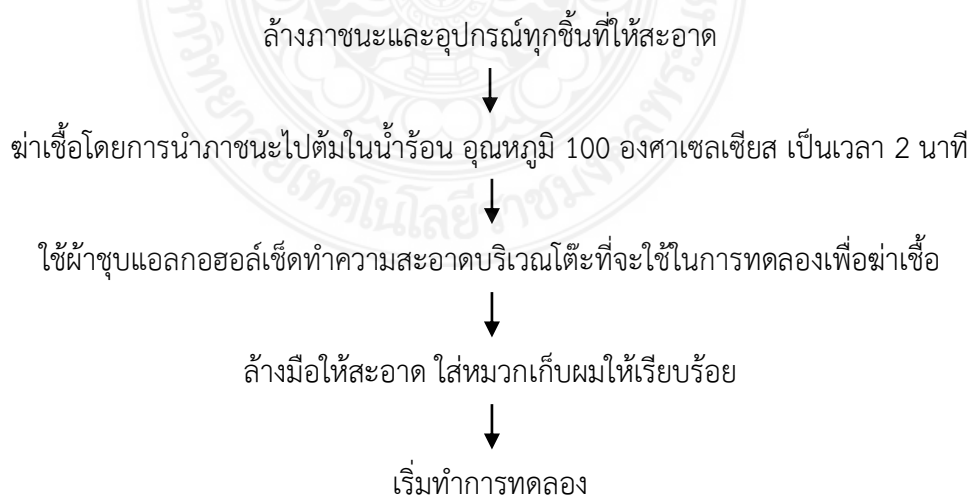 ล้างภาชนะและอุปกรณ์ทุกชิ้นที่ให้สะอาด
ฆ่าเชื้อโดยการนำภาชนะไปต้มในน้ำร้อน อุณหภูมิ 100 องศาเซลเซียส เป็นเวลา 2 นาที
ใช้ผ้าชุบแอลกอฮอล์เช็ดทำความสะอาดบริเวณโต๊ะที่จะใช้ในการทดลองเพื่อฆ่าเชื้อ
ล้างมือให้สะอาด ใส่หมวกเก็บผมให้เรียบร้อย
เริ่มทำการทดลอง